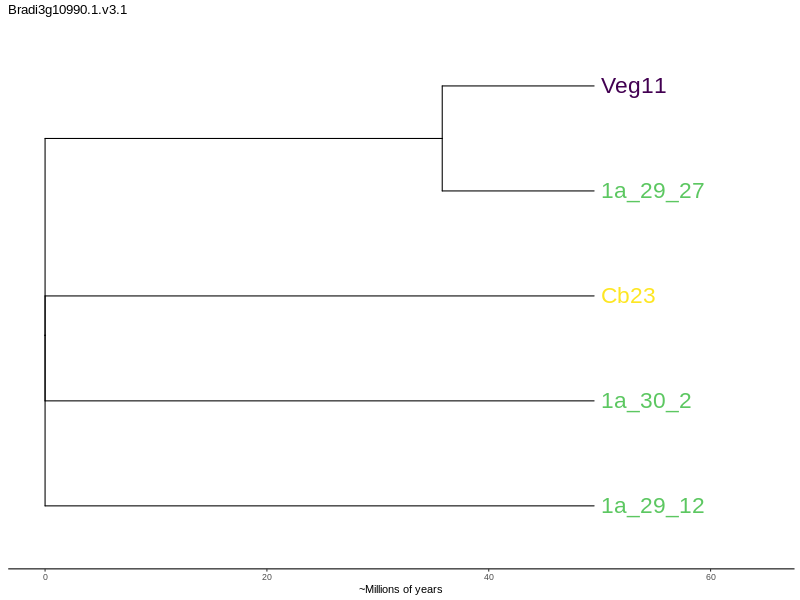 Bradi3g10990.1.v3.1
Veg11
1a_29_27
Cb23
1a_30_2
1a_29_12
0 20 40 60
~Millions of years